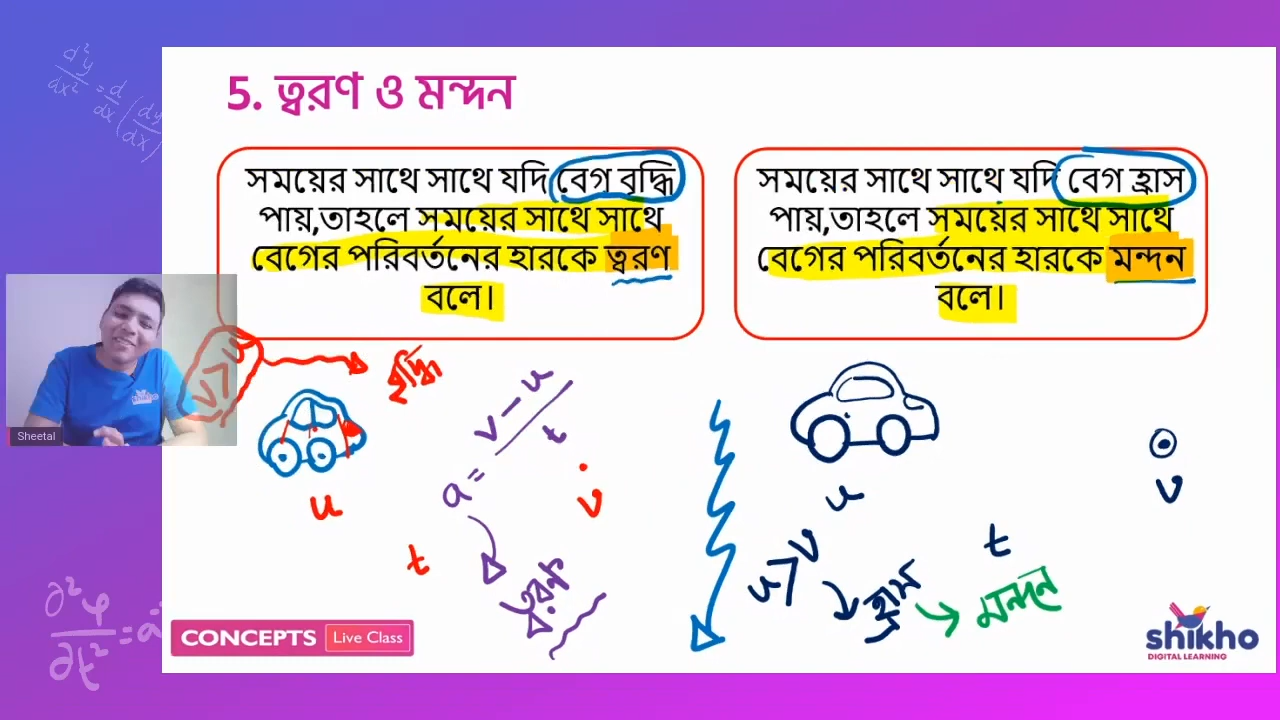 5. ত্বরণ ও মন্দন
সময়ের সাথে সাথে যদি বেগ বৃদ্ধি
পায়,তাহলে সময়ের সাথে সাথে
বেগের পরিবর্তনের হারকে ত্বরণ
বলে।
সময়ের সাথে সাথে যদি বেগ হ্রাস
পায়,তাহলে সময়ের সাথে সাথে
বেগের পরিবর্তনের হারকে মন্দন
বলে।
v>u
বৃদ্ধি
u
t
v
a = v-u/t
ত্বরণ
u
t
v
u>v
হ্রাস
মন্দন
Sheetal
CONCEPTS Live Class
shikho
DIGITAL LEARNING